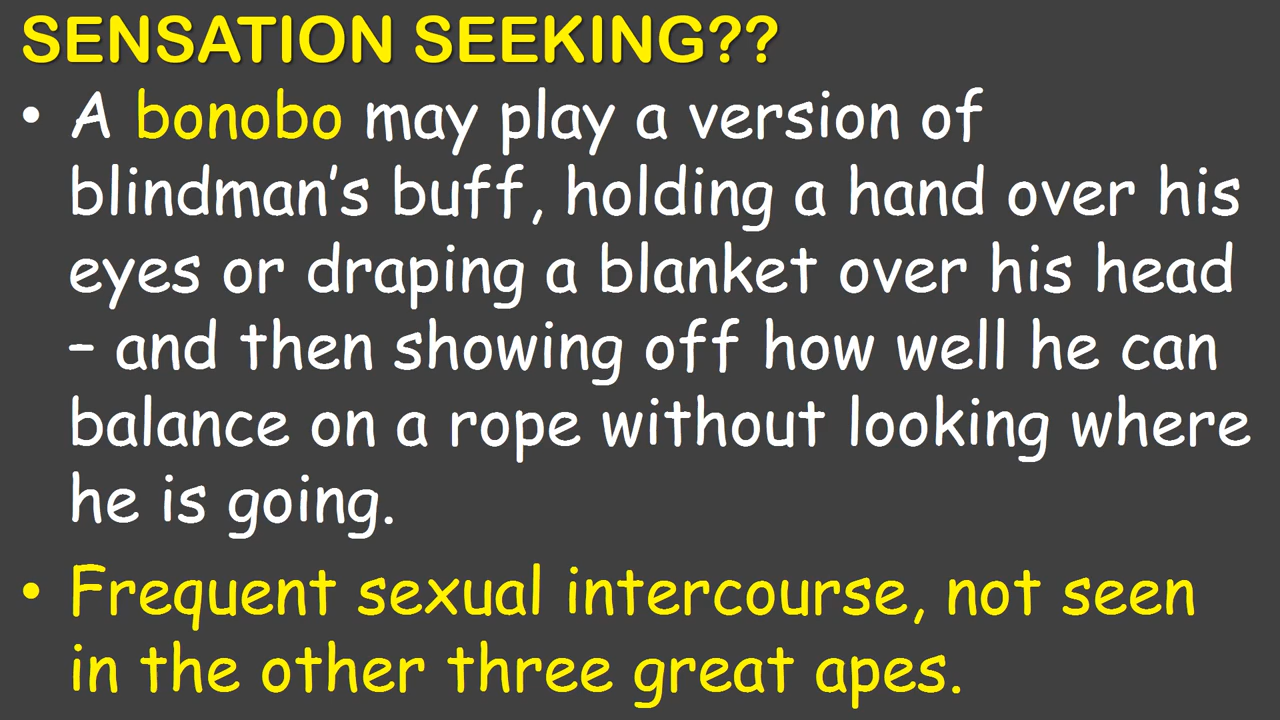 SENSATION SEEKING??
• A bonobo may play a version of
blindman's buff, holding a hand over his
eyes or draping a blanket over his head
– and then showing off how well he can
balance on a rope without looking where
he is going.
• Frequent sexual intercourse, not seen
in the other three great apes.